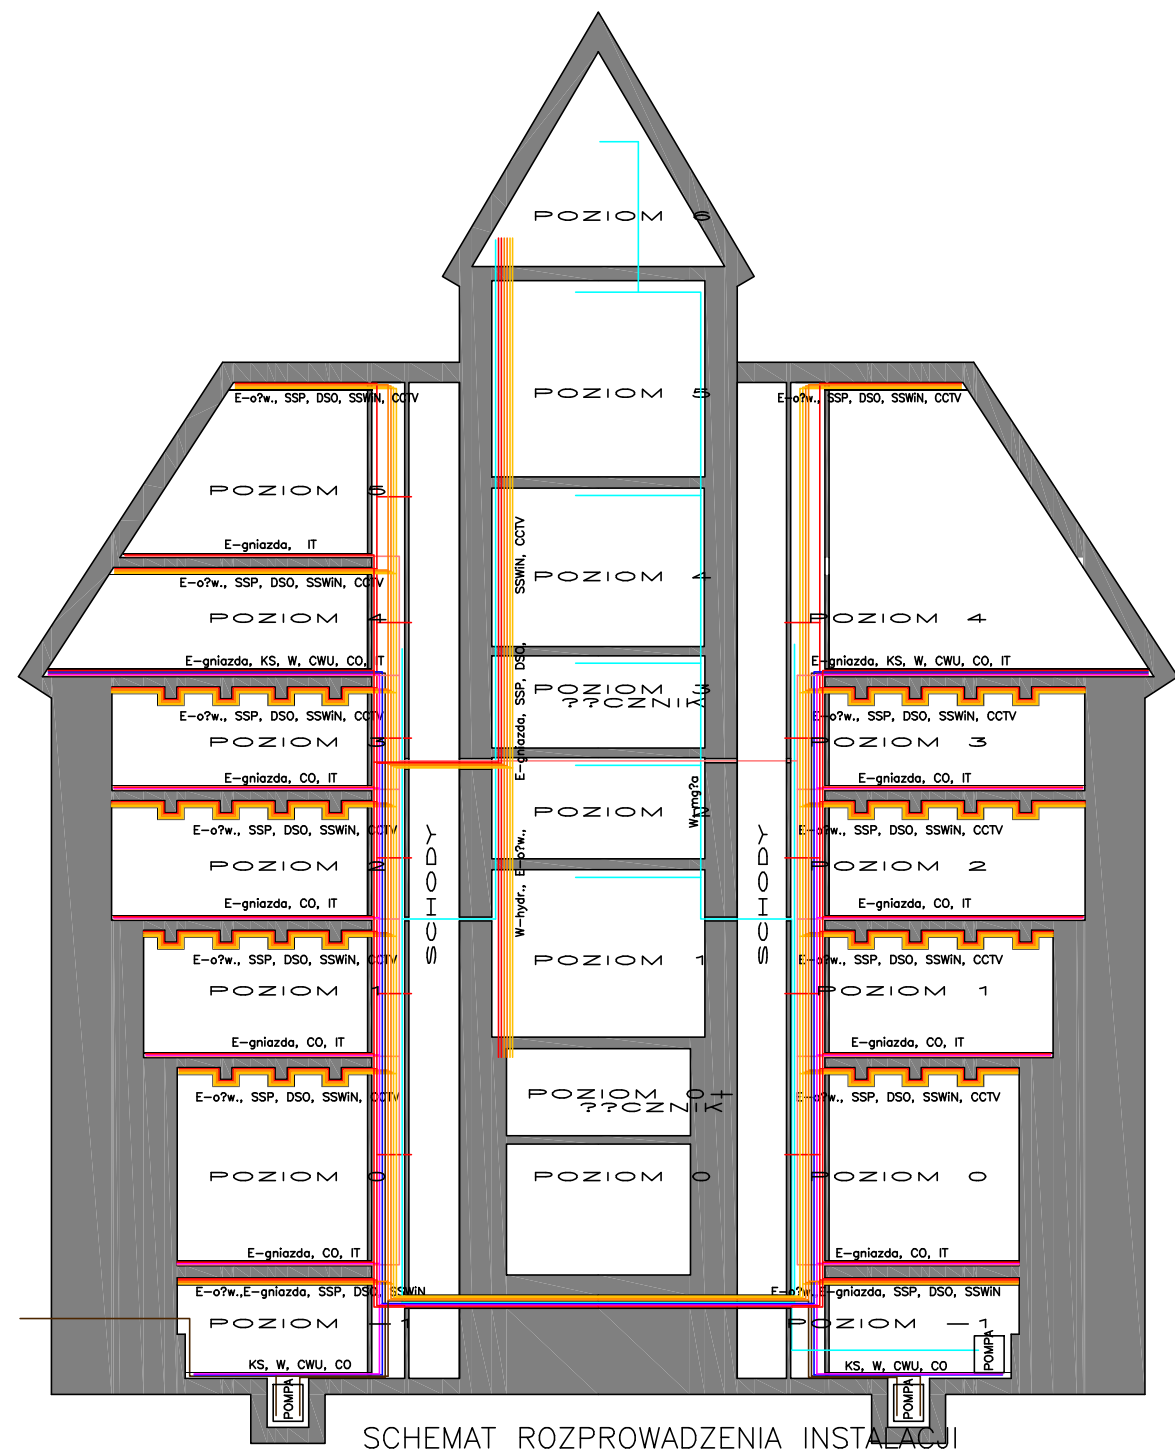 POZIOM 6
POZIOM 5
E-o?w., SSP, DSO, SSWiN, CCTV
E-o?w., SSP, DSO, SSWiN, CCTV
POZIOM 5
E-gniazda, IT
E-o?w., SSP, DSO, SSWiN, CCTV
POZIOM 4
E-gniazda, KS, W, CWU, CO, IT
POZIOM 4
POZIOM 4
E-gniazda, KS, W, CWU, CO, IT
W-hydr., E-o?w., E-gniazda, SSP, DSO, SSWiN, CCTV
POZIOM 3
??CZNIK
E-o?w., SSP, DSO, SSWiN, CCTV
POZIOM 3
E-gniazda, CO, IT
E-o?w., SSP, DSO, SSWiN, CCTV
POZIOM 3
E-gniazda, CO, IT
W-mg?a
POZIOM 2
E-o?w., SSP, DSO, SSWiN, CCTV
POZIOM 2
E-gniazda, CO, IT
E-o?w., SSP, DSO, SSWiN, CCTV
POZIOM 2
E-gniazda, CO, IT
SCHODY
SCHODY
E-o?w., SSP, DSO, SSWiN, CCTV
POZIOM 1
E-gniazda, CO, IT
POZIOM 1
E-o?w., SSP, DSO, SSWiN, CCTV
POZIOM 1
E-gniazda, CO, IT
POZIOM 0+
??CZNIK
E-o?w., SSP, DSO, SSWiN, CCTV
POZIOM 0
E-gniazda, CO, IT
POZIOM 0
E-o?w., SSP, DSO, SSWiN, CCTV
POZIOM 0
E-gniazda, CO, IT
E-o?w.,E-gniazda, SSP, DSO, SSWiN
POZIOM -1
KS, W, CWU, CO
POMPA
E-o?w.,E-gniazda, SSP, DSO, SSWiN
POZIOM -1
POMPA
KS, W, CWU, CO
POMPA
SCHEMAT ROZPROWADZENIA INSTALACJI